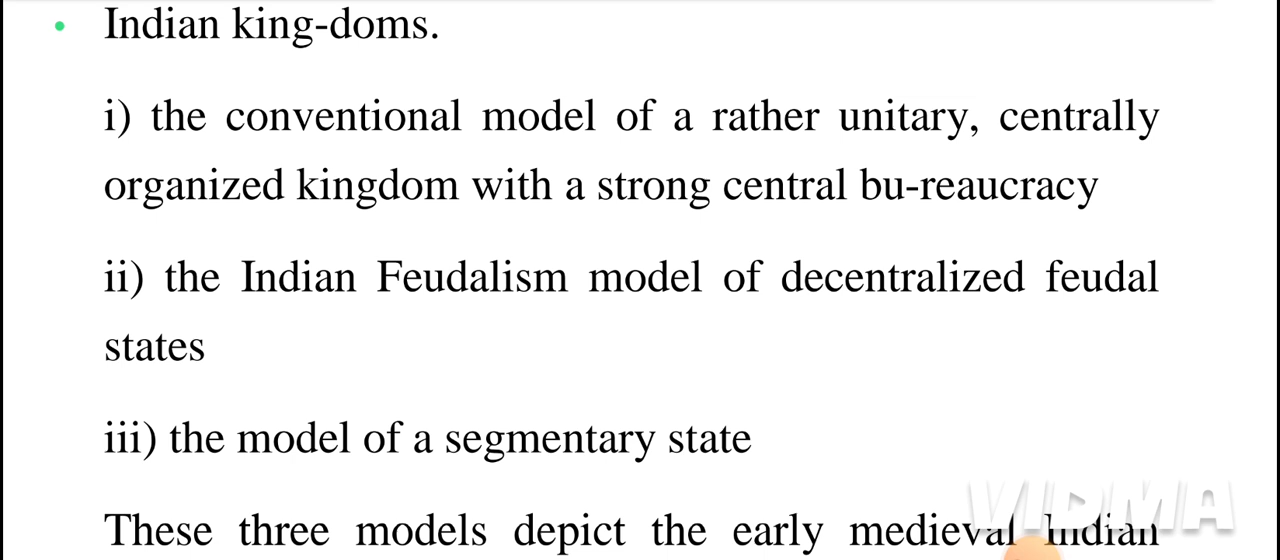 Indian king-doms.
i) the conventional model of a rather unitary, centrally
organized kingdom with a strong central bu-reaucracy
ii) the Indian Feudalism model of decentralized feudal
states
iii) the model of a segmentary state
VIDMA
These three models depict the early medieval Indian